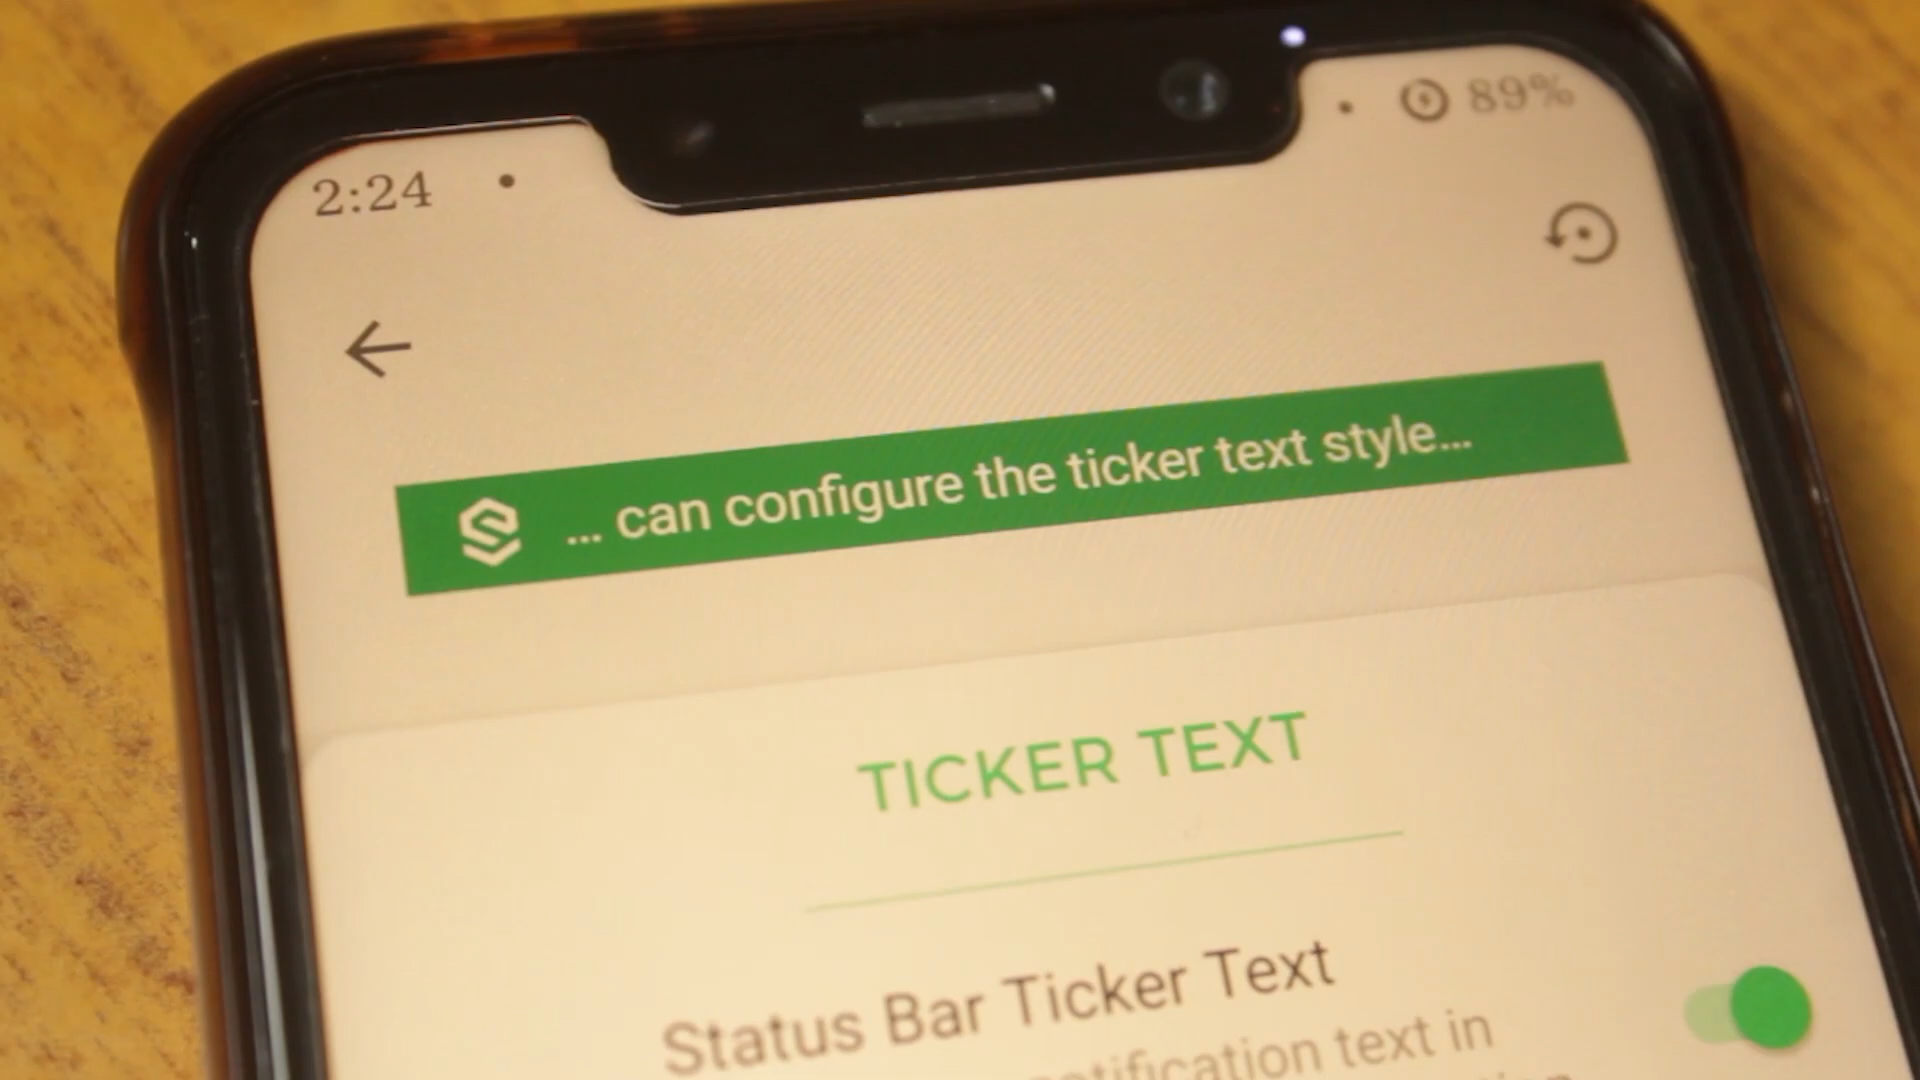 2:24
89%
... can configure the ticker text style...
TICKER TEXT
Status Bar Ticker Text
notification text in